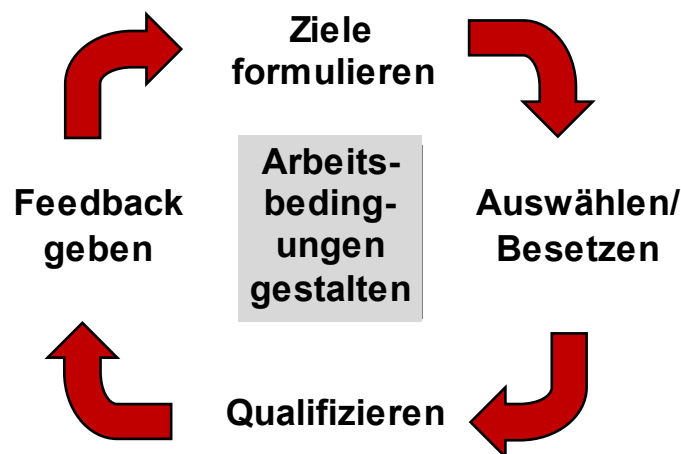 Ziele
formulieren
Arbeits-
beding-
ungen
gestalten
Feedback
geben
Auswählen/
Besetzen
Qualifizieren